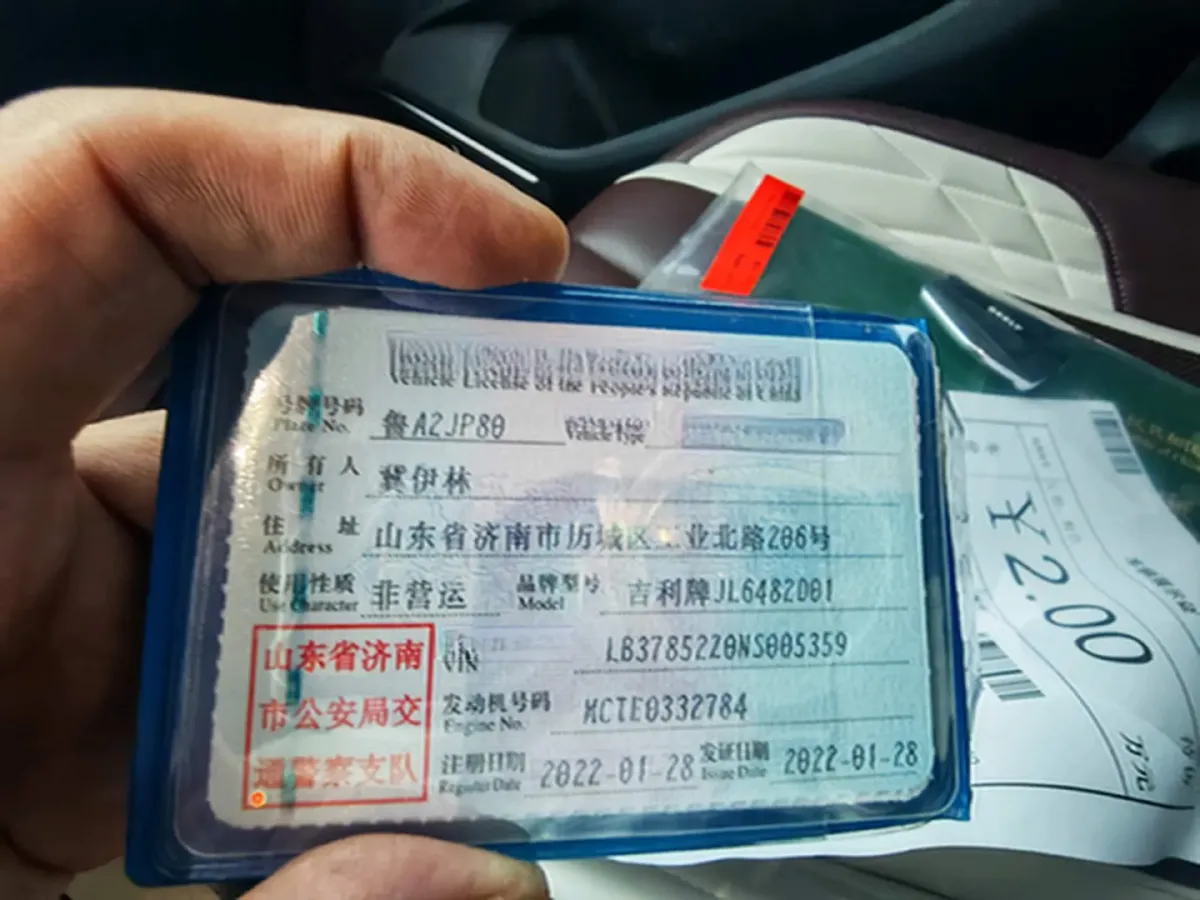 Vehicle License of the People's Republic of China
号牌号码 鲁A2JP80
Plate No. Vehicle Type
所有人 冀伊林
Owner
住址 山东省济南市历城区工业北路206号
Address
使用性质 非营运 品牌型号 吉利牌JL6482D01
Use Character Model
山东省济南
市公安局交
通警察支队
VIN LB37852Z0NS005359
发动机号码 MCTE0332784
Engine No.
注册日期 2022-01-28 发证日期 2022-01-28
Register Date Issue Date
¥2.00
万元